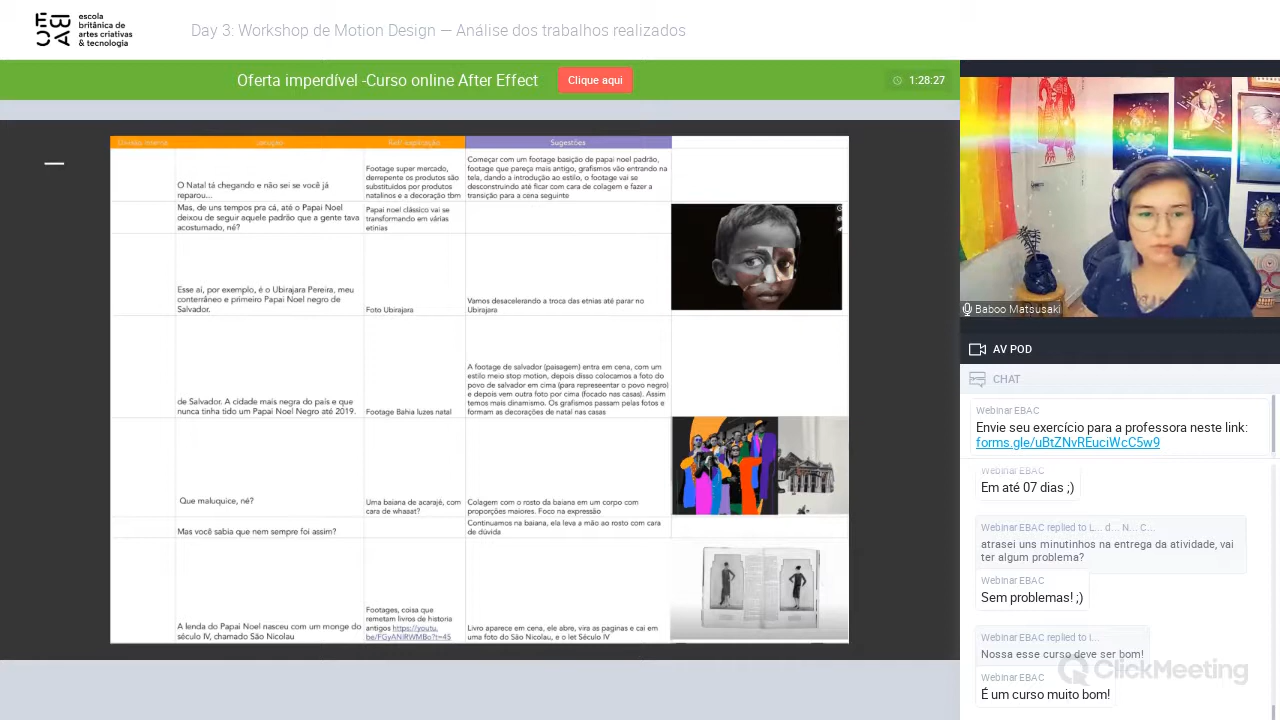 escola
britânica de
artes criativas
& tecnologia
Day 3: Workshop de Motion Design — Análise dos trabalhos realizados
Oferta imperdível -Curso online After Effect
Clique aqui
1:28:27
Sugestões
O Natal tá chegando e não sei se você já
reparou...
Footage super mercado,
derrepente os produtos são
substituidos por produtos
natalinos e a decoração tbm
Começar com um footage basição de papai noel padrão,
footage que pareça mais antigo, grafismos vão entrando na
tela, dando a introdução ao estilo, o footage vai se
desconstruindo até ficar com cara de colagem e fazer a
transição para a cena seguinte
Mas, de uns tempos pra cá, até o Papai Noel
deixou de seguir aquele padrão que a gente tava
acostumado, né?
Papai noel clássico vai se
transformando em várias
etinias
Esse aí, por exemplo, é o Ubirajara Pereira, meu
conterrâneo e primeiro Papai Noel negro de
Salvador.
Foto Ubirajara
Vamos desacelerando a troca das etnias até parar no
Ubirajara
de Salvador. A cidade mais negra do país e que
nunca tinha tido um Papai Noel Negro até 2019.
Footage Bahia luzes natal
A footage de salvador (paisagem) entra em cena, com um
estilo meio stop motion, depois disso colocamos a foto do
povo de salvador em cima (para representar o povo negro)
e depois vem outra foto por cima (focado nas casas). Assim
temos mais dinamismo. Os grafismos passam pelas fotos e
formam as decorações de natal nas casas
Que maluquice, né?
Uma baiana de acarajé, com
cara de whaaat?
Colagem com o rosto da baiana em um corpo com
proporções maiores. Foco na expressão
Mas você sabia que nem sempre foi assim?
Continuamos na baiana, ela leva a mão ao rosto com cara
de dúvida
A lenda do Papai Noel nasceu com um monge do
século IV, chamado São Nicolau
Footages, coisa que
remetam livros de historia
antigos https://youtu.
be/FGyANIRWMBo?t=45
Livro aparece em cena, ele abre, vira as paginas e cai em
uma foto do São Nicolau, e o let Século IV
Baboo Matsusaki
AV POD
CHAT
Webinar EBAC
Envie seu exercício para a professora neste link:
forms.gle/uBtZNvREuciWcC5w9
Webinar EBAC
Em até 07 dias ;)
Webinar EBAC replied to L... d... N... C...
atrasei uns minutinhos na entrega da atividade, vai
ter algum problema?
Webinar EBAC
Sem problemas! ;)
Webinar EBAC replied to I...
Nossa esse curso deve ser bom!
Webinar EBAC
É um curso muito bom!
ClickMeeting